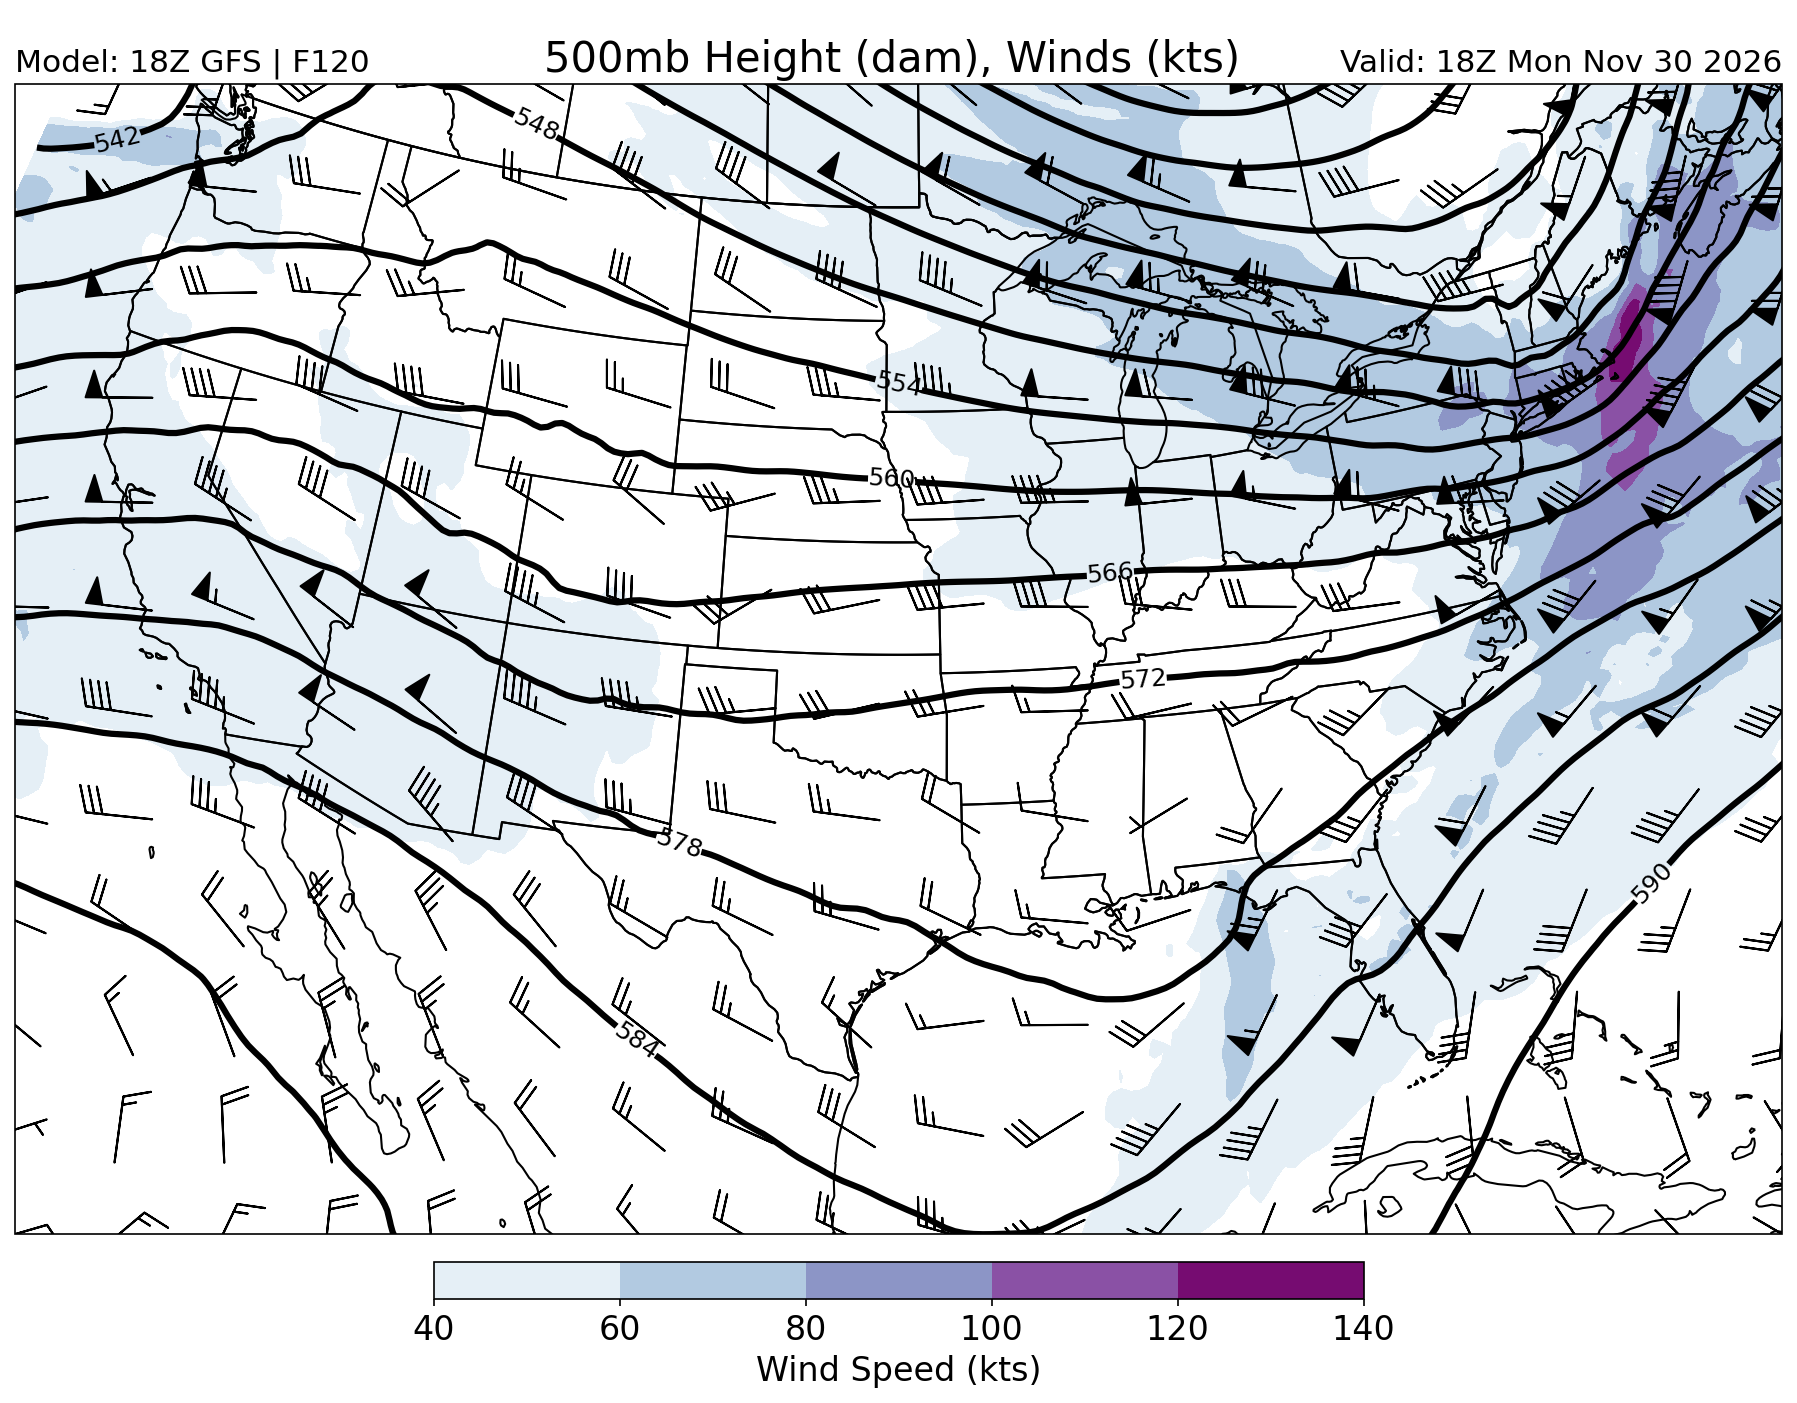 Model: 18Z GFS | F120
500mb Height (dam), Winds (kts)
Valid: 18Z Mon Nov 30 2026
542
548
554
560
566
572
578
584
590
40 60 80 100 120 140
Wind Speed (kts)